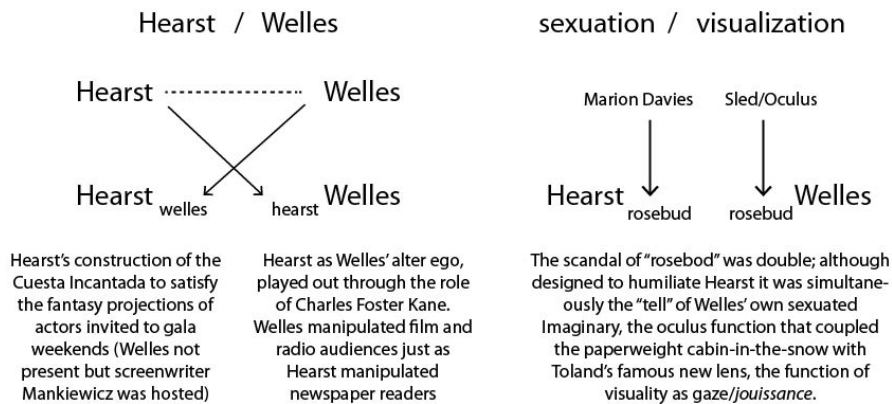 Hearst / Welles
Hearst Welles
Hearst welles hearst Welles
Hearst's construction of the
Cuesta Incantada to satisfy
the fantasy projections of
actors invited to gala
weekends (Welles not
present but screenwriter
Mankiewicz was hosted)
Hearst as Welles' alter ego,
played out through the role
of Charles Foster Kane.
Welles manipulated film and
radio audiences just as
Hearst manipulated
newspaper readers
sexuation / visualization
Marion Davies Sled/Oculus
Hearst rosebud rosebud Welles
The scandal of "rosebod" was double; although
designed to humiliate Hearst it was simultane-
ously the "tell" of Welles' own sexuated
Imaginary, the oculus function that coupled
the paperweight cabin-in-the-snow with
Toland's famous new lens, the function of
visuality as gaze/jouissance.